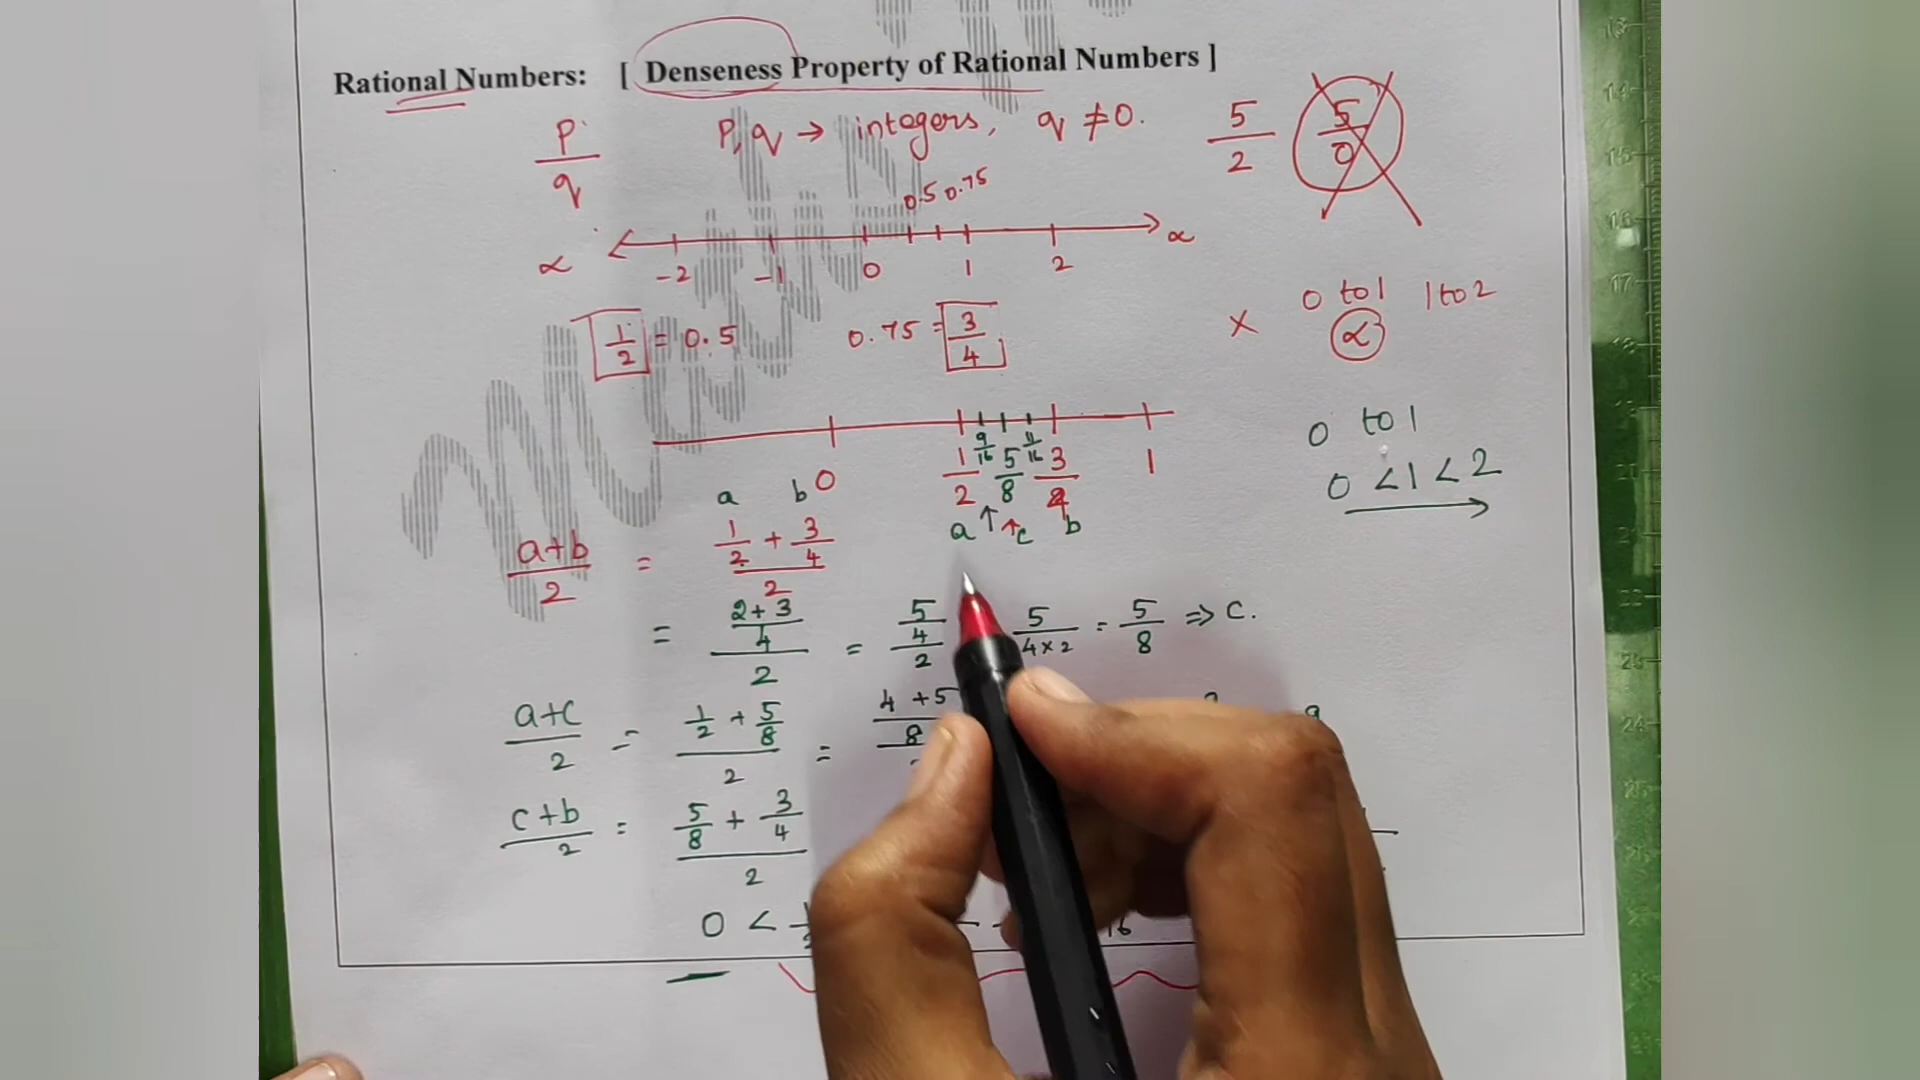 Rational Numbers: [ Denseness Property of Rational Numbers ]
p/q p, q → integers, q ≠ 0. 5/2 5/0
0.5 0.75
∝ -2 -1 0 1 2 ∝
1/2 = 0.5 0.75 = 3/4 × 0 to 1 1 to 2
∝
0 to 1
0 1/2 9/16 5/8 11/16 3/4 1
0 < 1 < 2
a b a c b
a+b/2 = 1/2 + 3/4 / 2
= 2+3/4 / 2 = 5/4 / 2 5/4×2 = 5/8 ⇒ c.
a+c/2 = 1/2 + 5/8 / 2 = 4+5/8
c+b/2 = 5/8 + 3/4 / 2
0 < 16